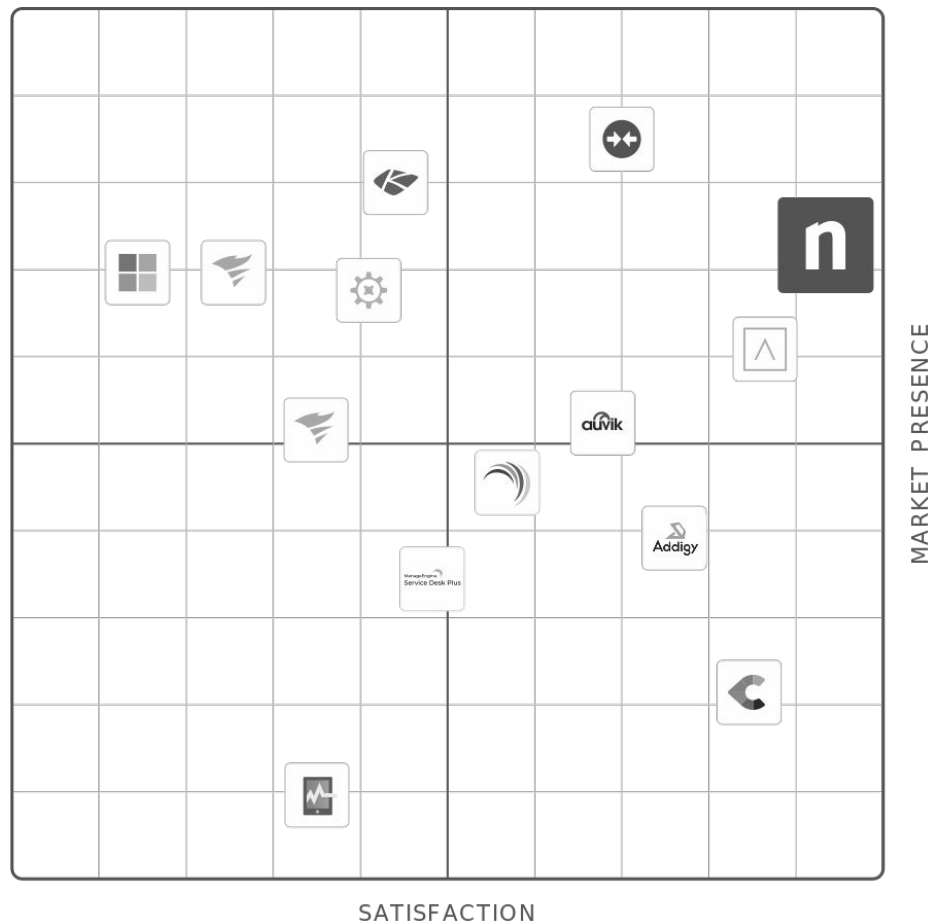 n
auvik
Addigy
ManageEngine
Service Desk Plus
MARKET PRESENCE
SATISFACTION